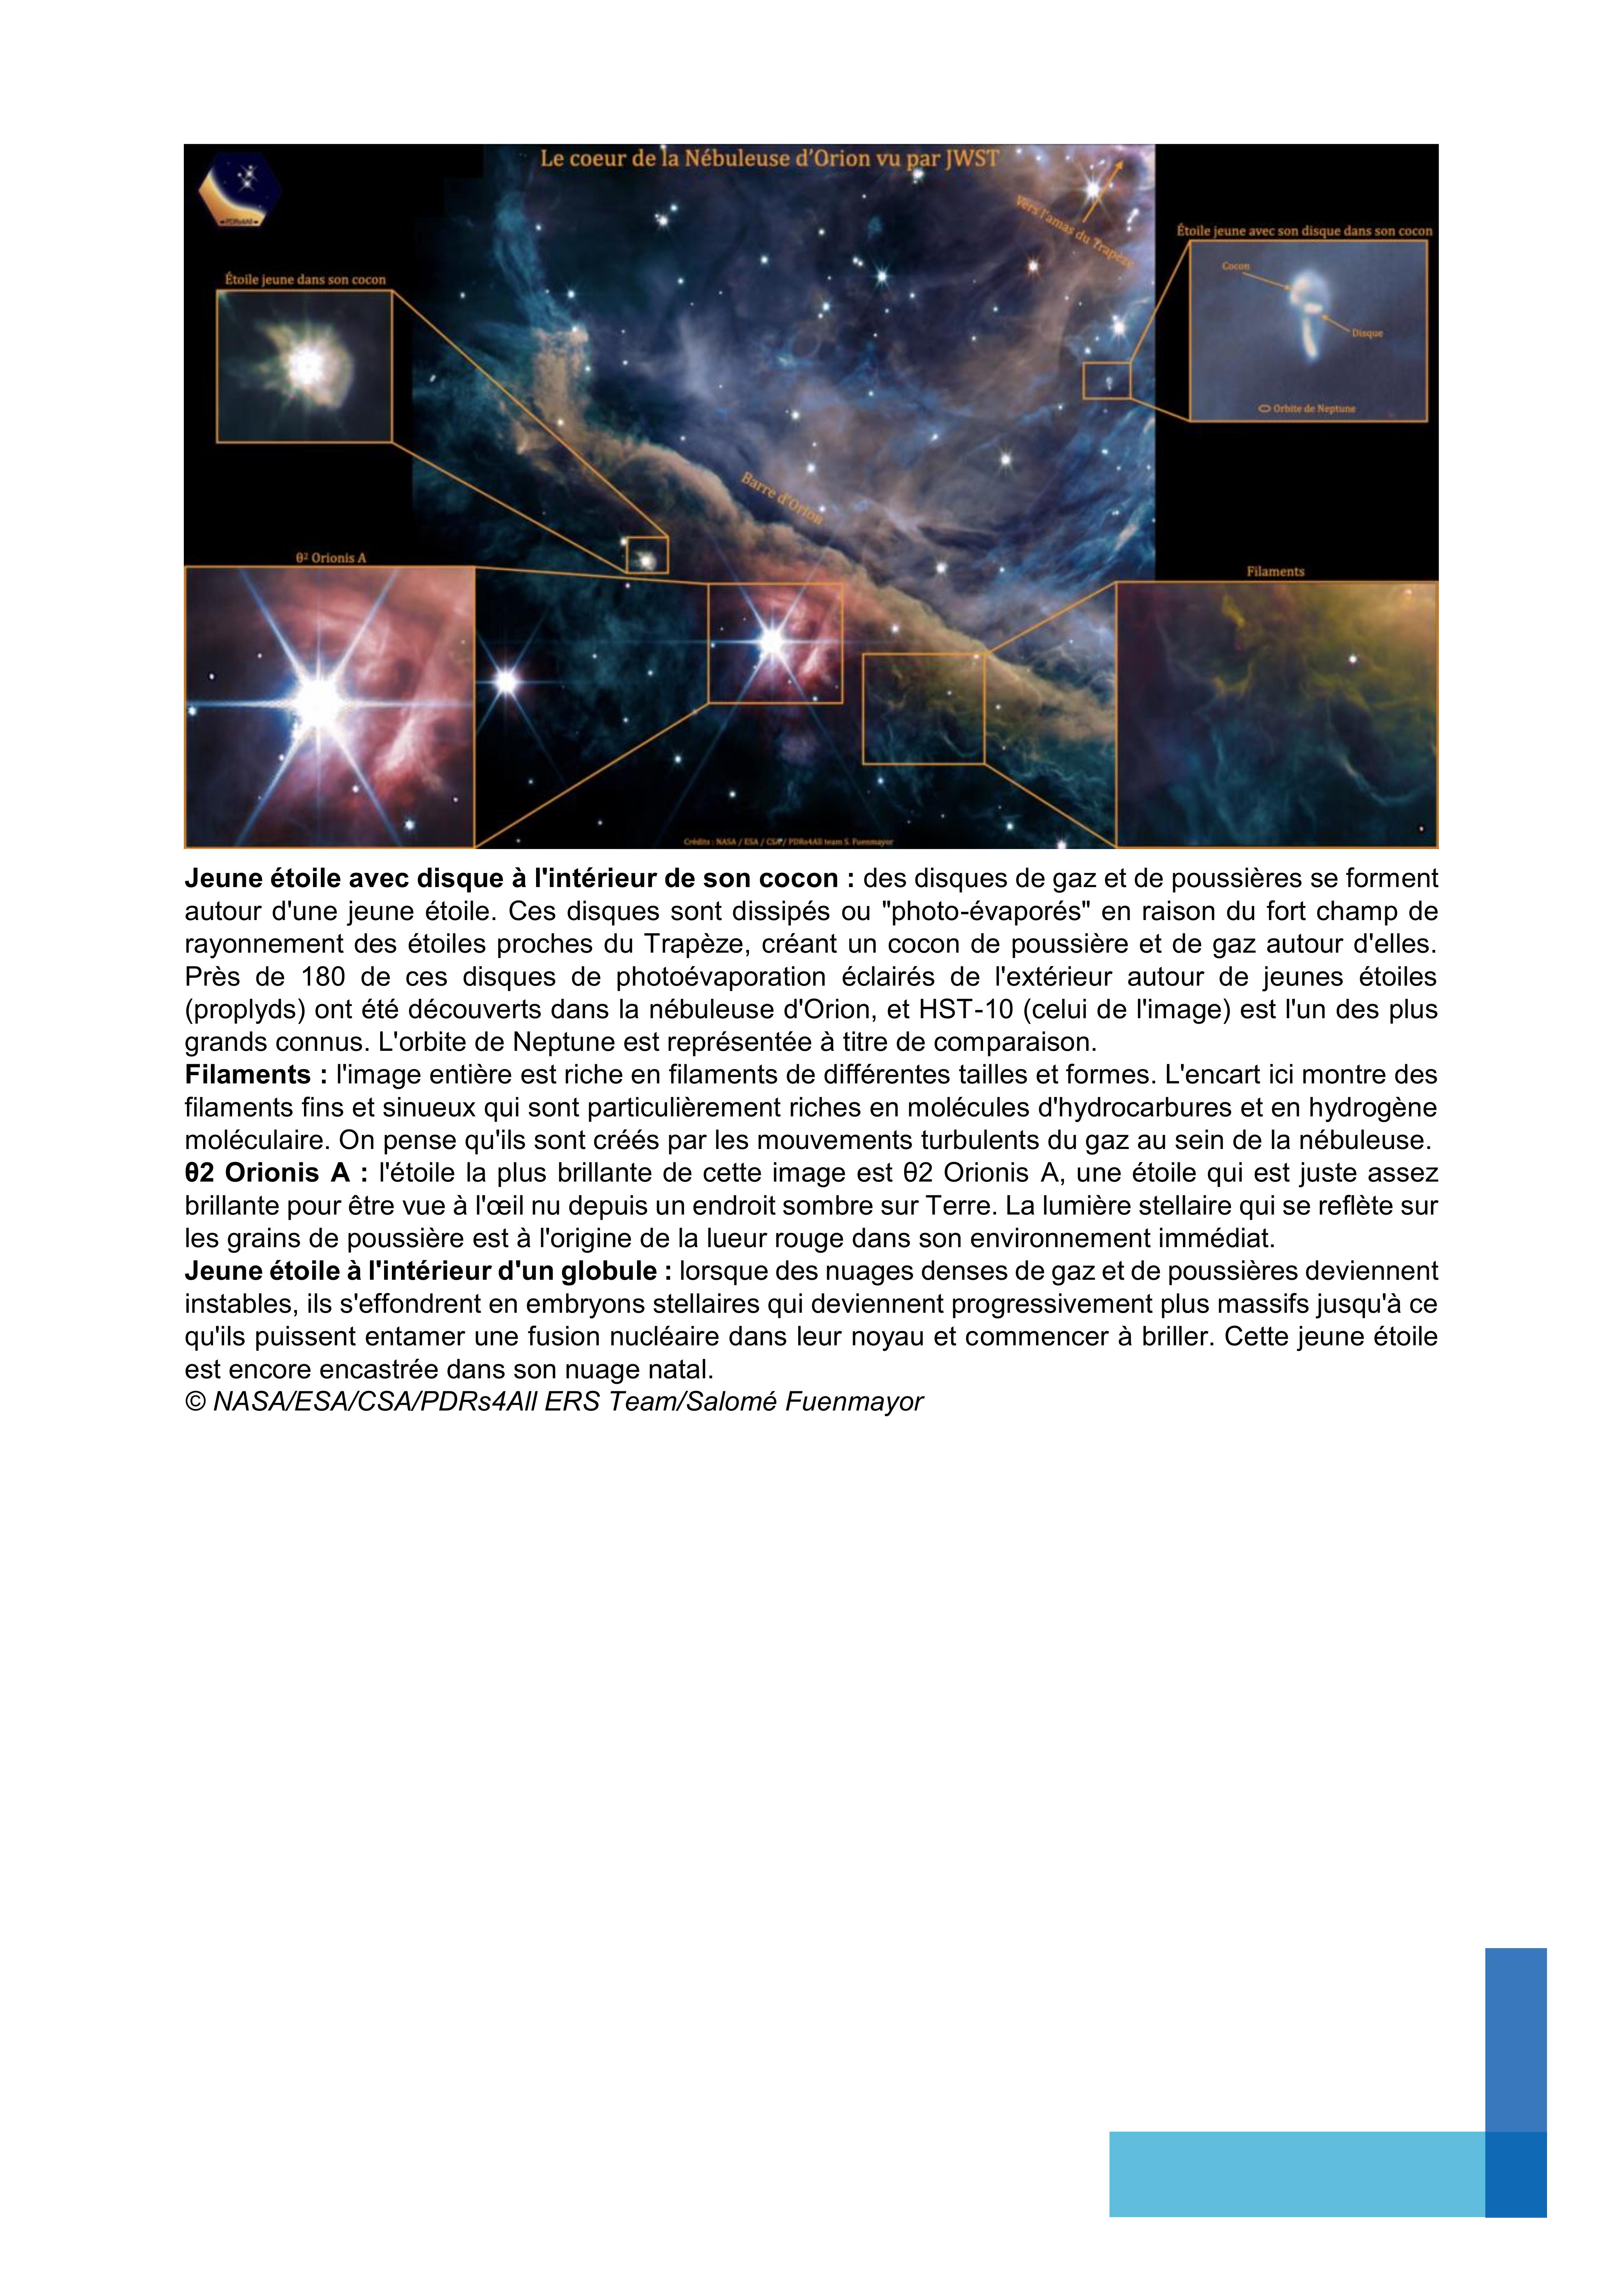 Le coeur de la Nébuleuse d'Orion vu par JWST
PDRs4All
Vers l'amas du Trapèze
Étoile jeune avec son disque dans son cocon
Cocon
Disque
Orbite de Neptune
Étoile jeune dans son cocon
Barre d'Orion
θ² Orionis A
Filaments
Crédits : NASA / ESA / CSA / PDRs4All team S. Fuenmayor
Jeune étoile avec disque à l'intérieur de son cocon : des disques de gaz et de poussières se forment
autour d'une jeune étoile. Ces disques sont dissipés ou "photo-évaporés" en raison du fort champ de
rayonnement des étoiles proches du Trapèze, créant un cocon de poussière et de gaz autour d'elles.
Près de 180 de ces disques de photoévaporation éclairés de l'extérieur autour de jeunes étoiles
(proplyds) ont été découverts dans la nébuleuse d'Orion, et HST-10 (celui de l'image) est l'un des plus
grands connus. L'orbite de Neptune est représentée à titre de comparaison.
Filaments : l'image entière est riche en filaments de différentes tailles et formes. L'encart ici montre des
filaments fins et sinueux qui sont particulièrement riches en molécules d'hydrocarbures et en hydrogène
moléculaire. On pense qu'ils sont créés par les mouvements turbulents du gaz au sein de la nébuleuse.
θ2 Orionis A : l'étoile la plus brillante de cette image est θ2 Orionis A, une étoile qui est juste assez
brillante pour être vue à l'œil nu depuis un endroit sombre sur Terre. La lumière stellaire qui se reflète sur
les grains de poussière est à l'origine de la lueur rouge dans son environnement immédiat.
Jeune étoile à l'intérieur d'un globule : lorsque des nuages denses de gaz et de poussières deviennent
instables, ils s'effondrent en embryons stellaires qui deviennent progressivement plus massifs jusqu'à ce
qu'ils puissent entamer une fusion nucléaire dans leur noyau et commencer à briller. Cette jeune étoile
est encore encastrée dans son nuage natal.
© NASA/ESA/CSA/PDRs4All ERS Team/Salomé Fuenmayor